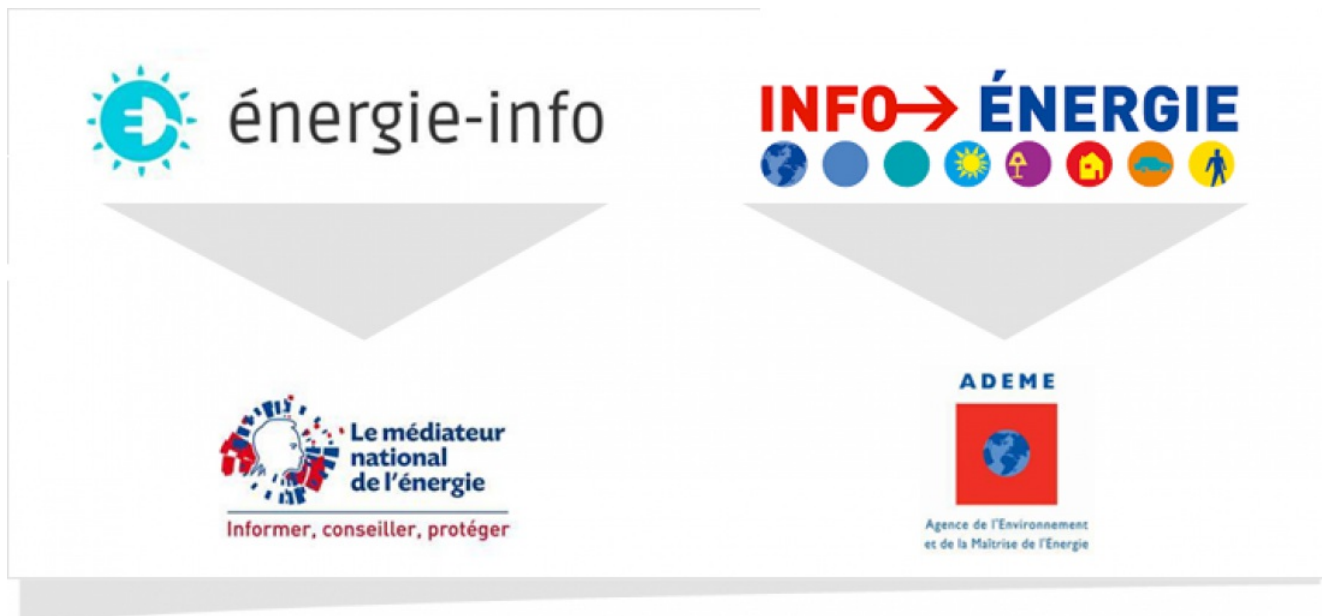 énergie-info
INFO→ ÉNERGIE
Le médiateur
national
de l'énergie
Informer, conseiller, protéger
ADEME
Agence de l'Environnement
et de la Maîtrise de l'Energie